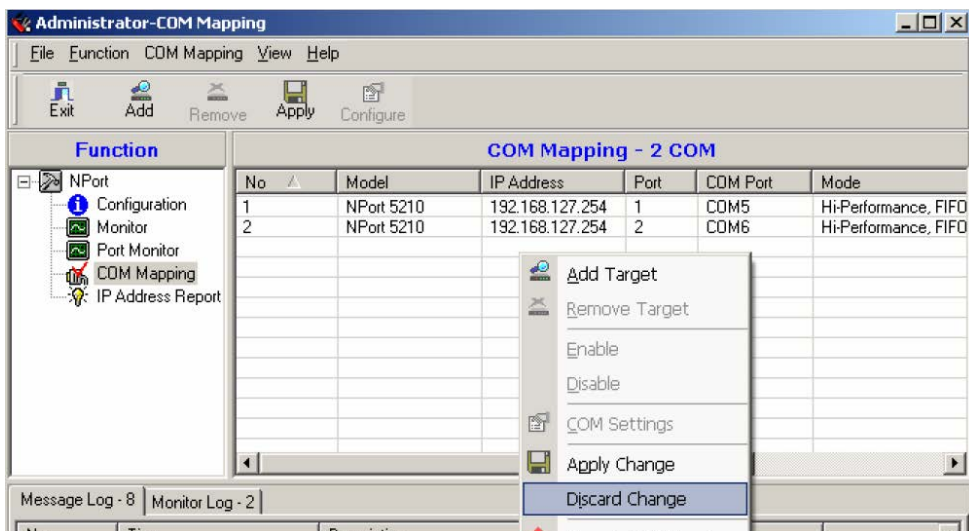 Administrator-COM Mapping
File Function COM Mapping View Help
Exit Add Remove Apply Configure
Function
COM Mapping - 2 COM
NPort
Configuration
Monitor
Port Monitor
COM Mapping
IP Address Report
No Model IP Address Port COM Port Mode
1 NPort 5210 192.168.127.254 1 COM5 Hi-Performance, FIFO
2 NPort 5210 192.168.127.254 2 COM6 Hi-Performance, FIFO
Add Target
Remove Target
Enable
Disable
COM Settings
Apply Change
Discard Change
Message Log - 8 Monitor Log - 2